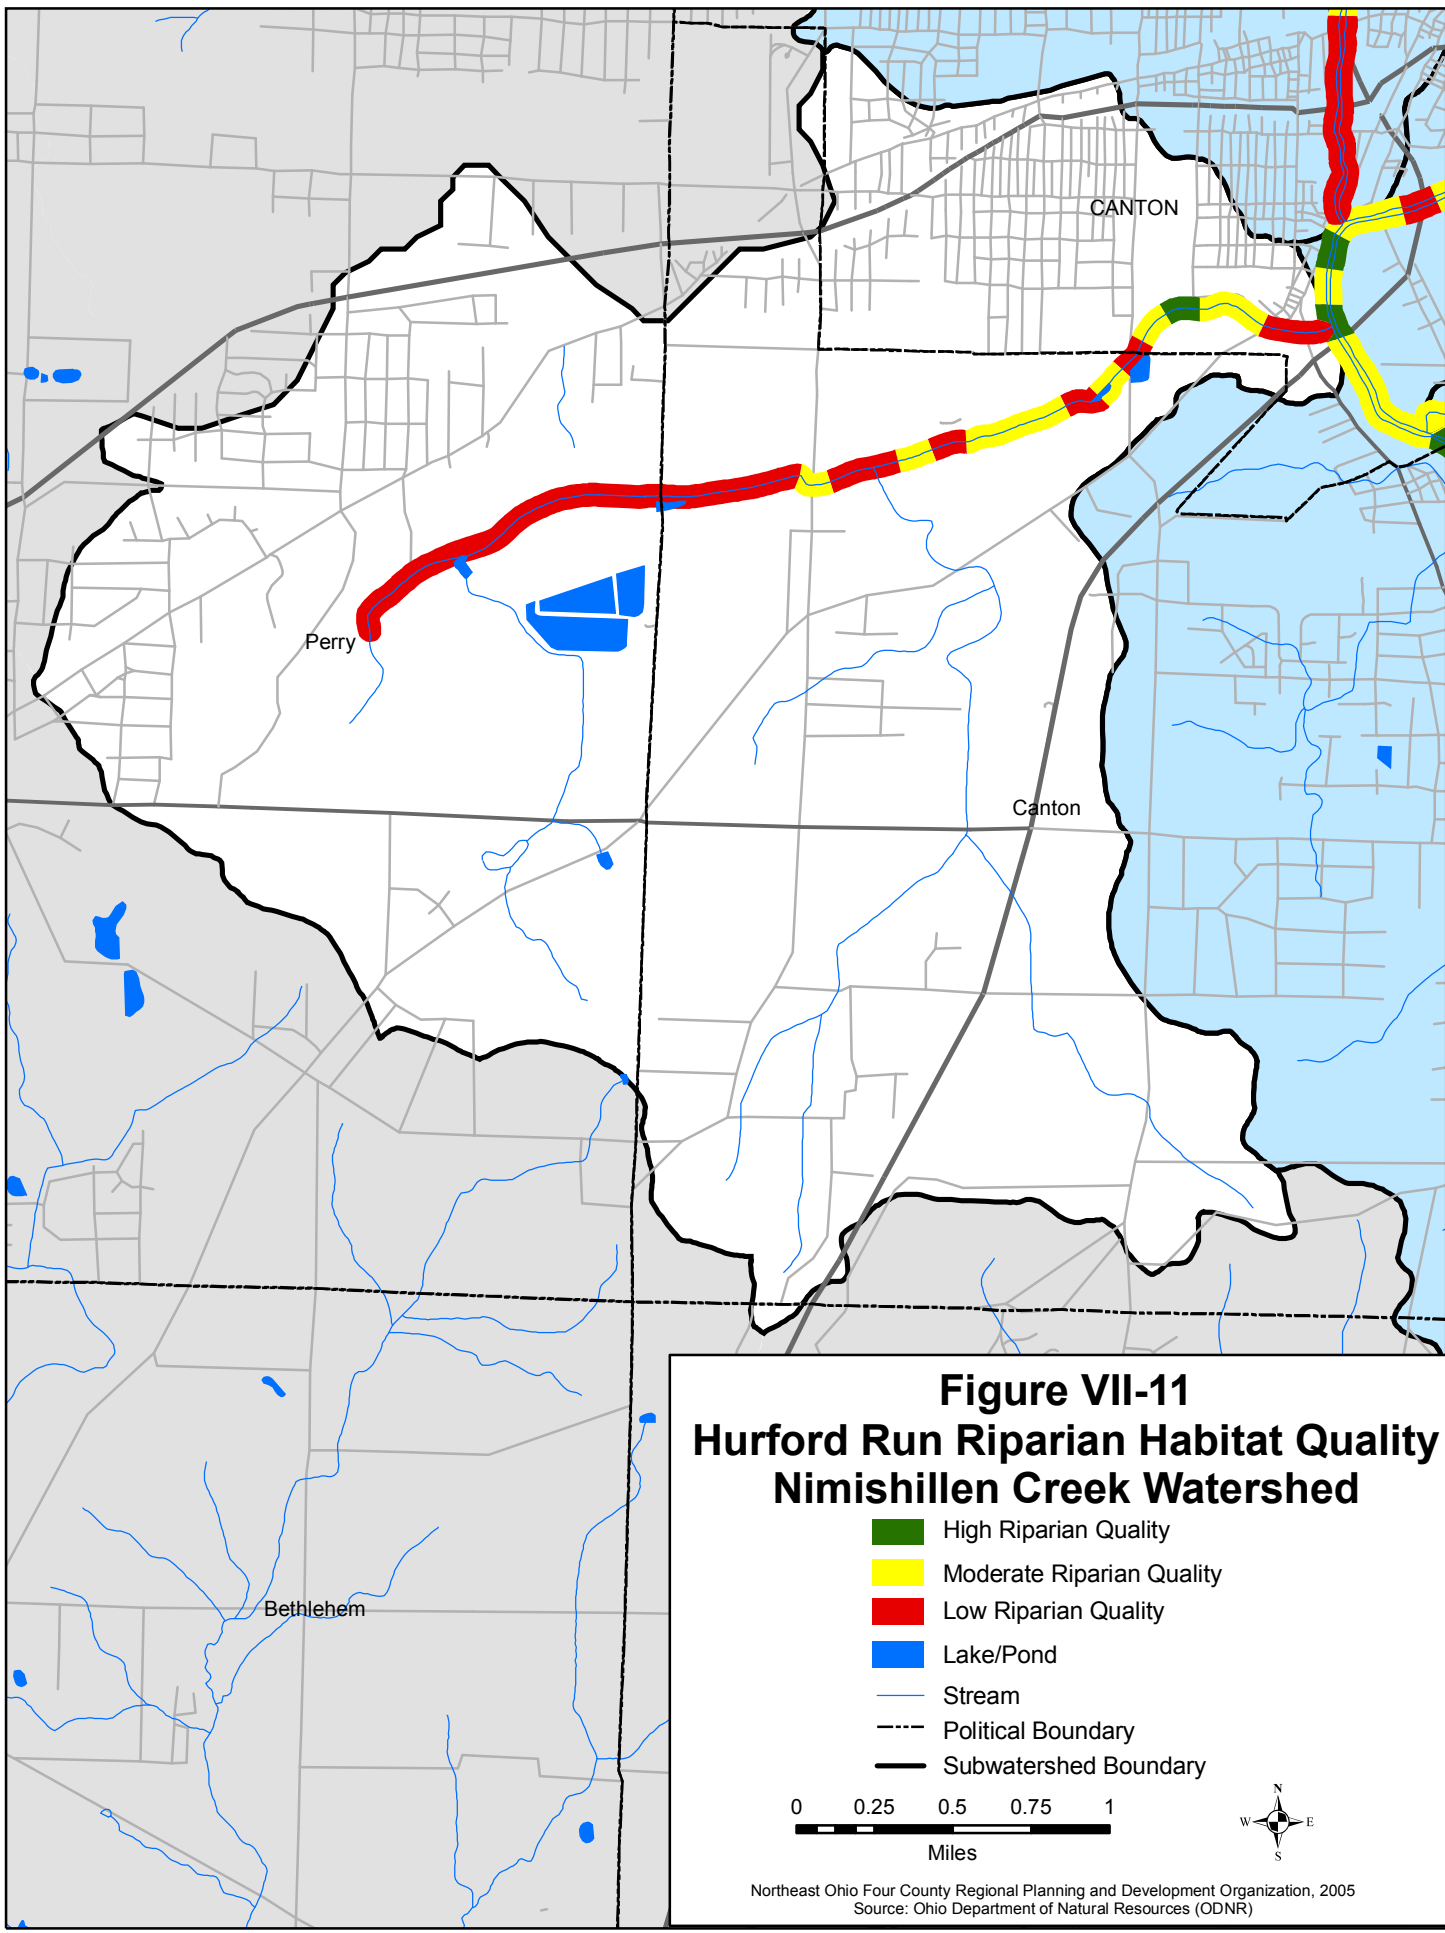 CANTON
Perry
Canton
Bethlehem
Figure VII-11
Hurford Run Riparian Habitat Quality
Nimishillen Creek Watershed
High Riparian Quality
Moderate Riparian Quality
Low Riparian Quality
Lake/Pond
Stream
Political Boundary
Subwatershed Boundary
0 0.25 0.5 0.75 1
Miles
N
W E
S
Northeast Ohio Four County Regional Planning and Development Organization, 2005
Source: Ohio Department of Natural Resources (ODNR)